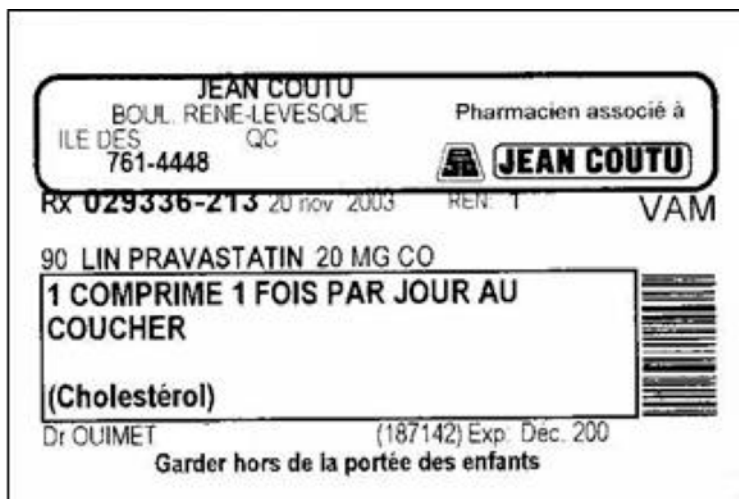 JEAN COUTU
BOUL. RENE-LEVESQUE
ILE DES QC
761-4448
Pharmacien associé à
JEAN COUTU
Rx 029336-213 20 nov 2003 REN: 1 VAM
90 LIN PRAVASTATIN 20 MG CO
1 COMPRIME 1 FOIS PAR JOUR AU
COUCHER
(Cholestérol)
Dr OUIMET (187142) Exp: Déc. 200
Garder hors de la portée des enfants